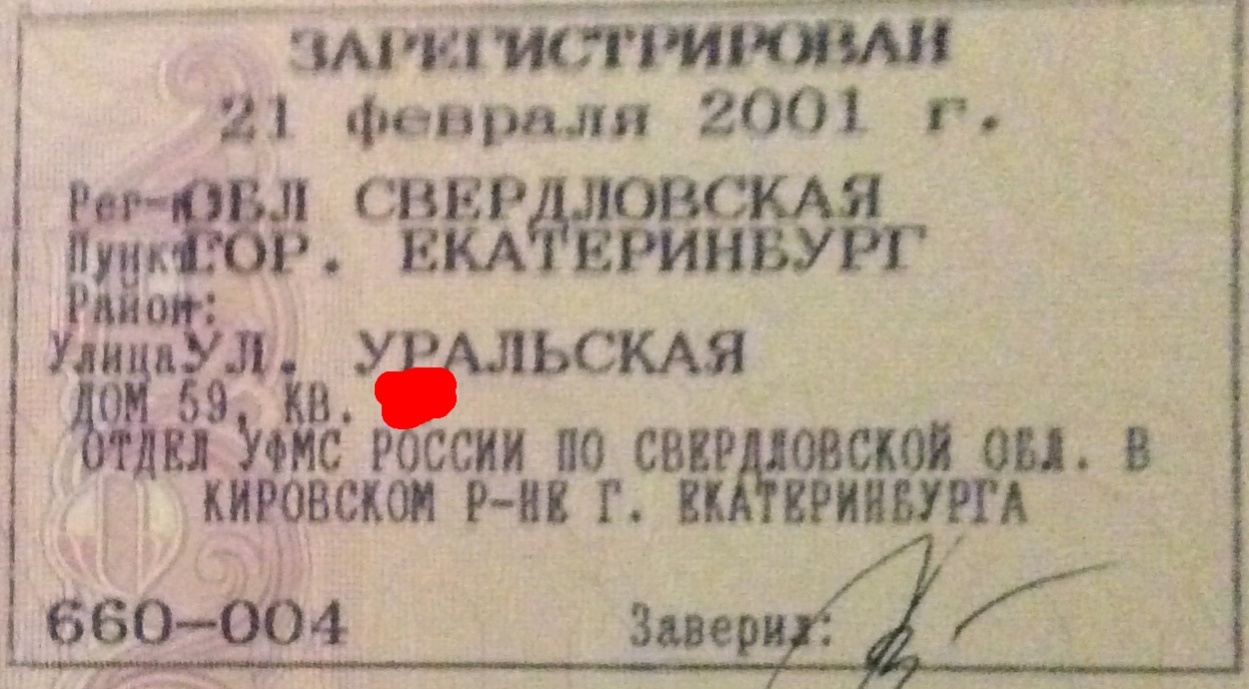 ЗАРЕГИСТРИРОВАН
21 февраля 2001 г.
Рег-н ОБЛ СВЕРДЛОВСКАЯ
Пункт ГОР. ЕКАТЕРИНБУРГ
Район:
Улица УЛ. УРАЛЬСКАЯ
ДОМ 59, КВ.
ОТДЕЛ УФМС РОССИИ ПО СВЕРДЛОВСКОЙ ОБЛ. В
КИРОВСКОМ Р-НЕ Г. ЕКАТЕРИНБУРГА
660-004 Заверил: